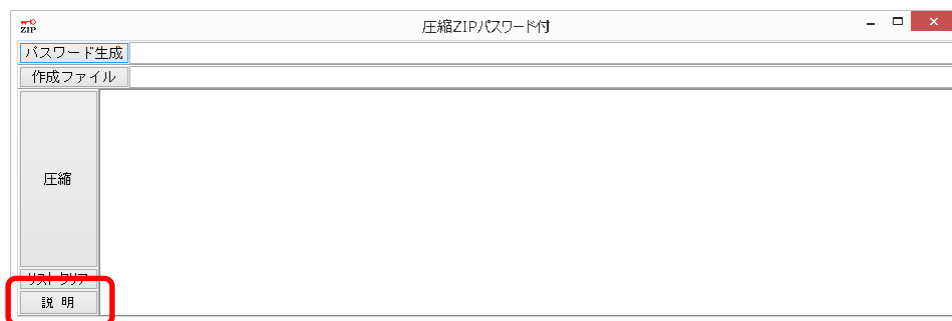 ZIP
圧縮ZIPパスワード付
パスワード生成
作成ファイル
圧縮
リストクリア
説 明